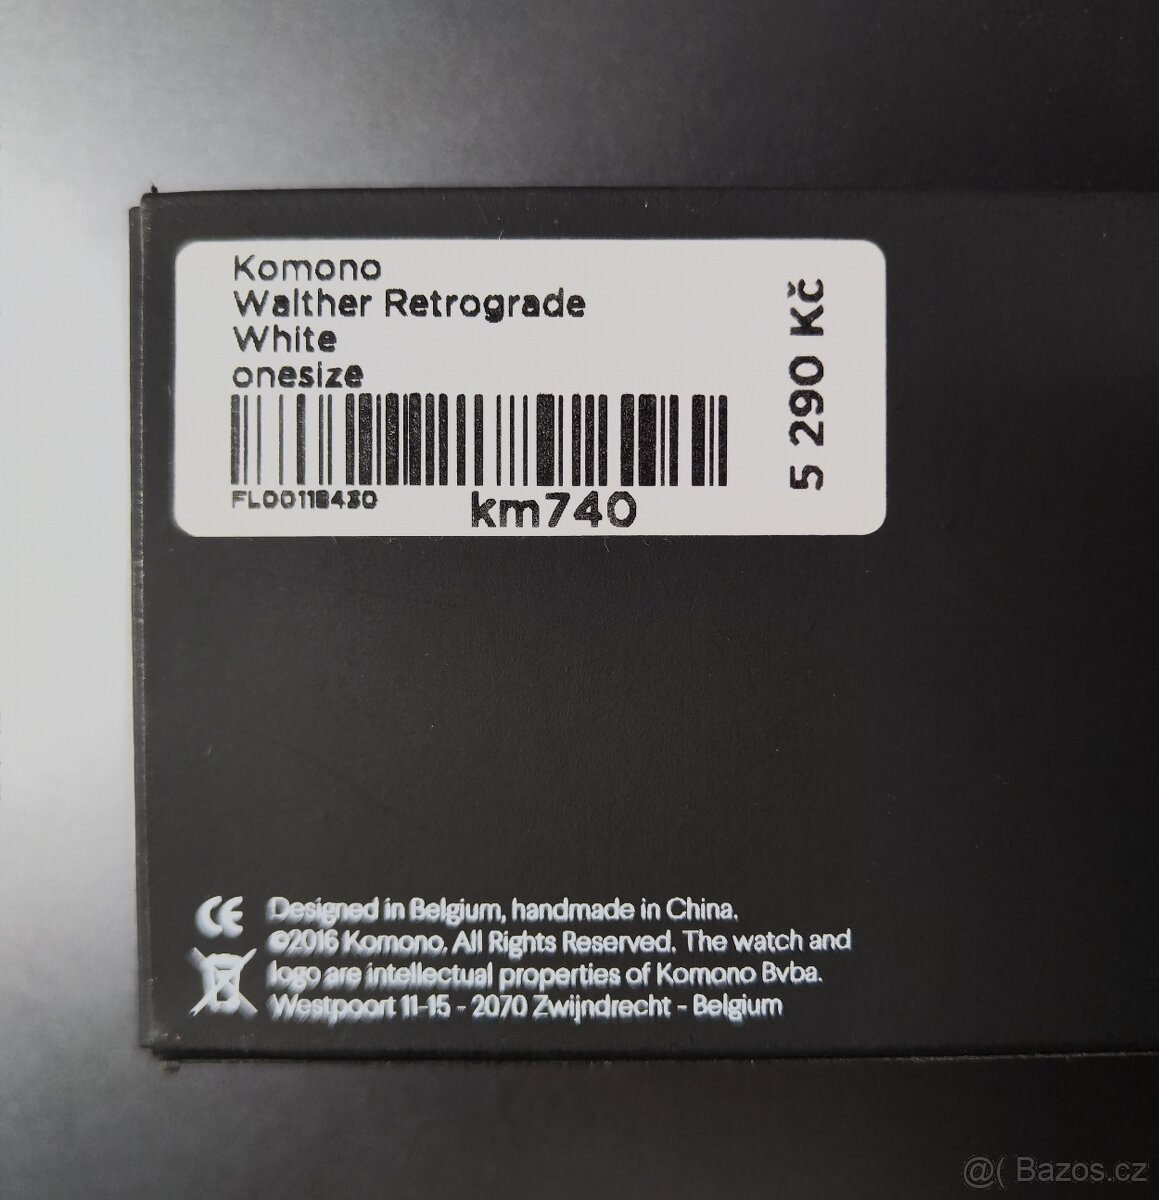 Komono
Walther Retrograde
White
onesize
5 290 Kč
FL00118430
km740
CE
Designed in Belgium, handmade in China.
©2016 Komono. All Rights Reserved. The watch and
logo are intellectual properties of Komono Bvba.
Westpoort 11-15 - 2070 Zwijndrecht - Belgium
@( Bazos.cz